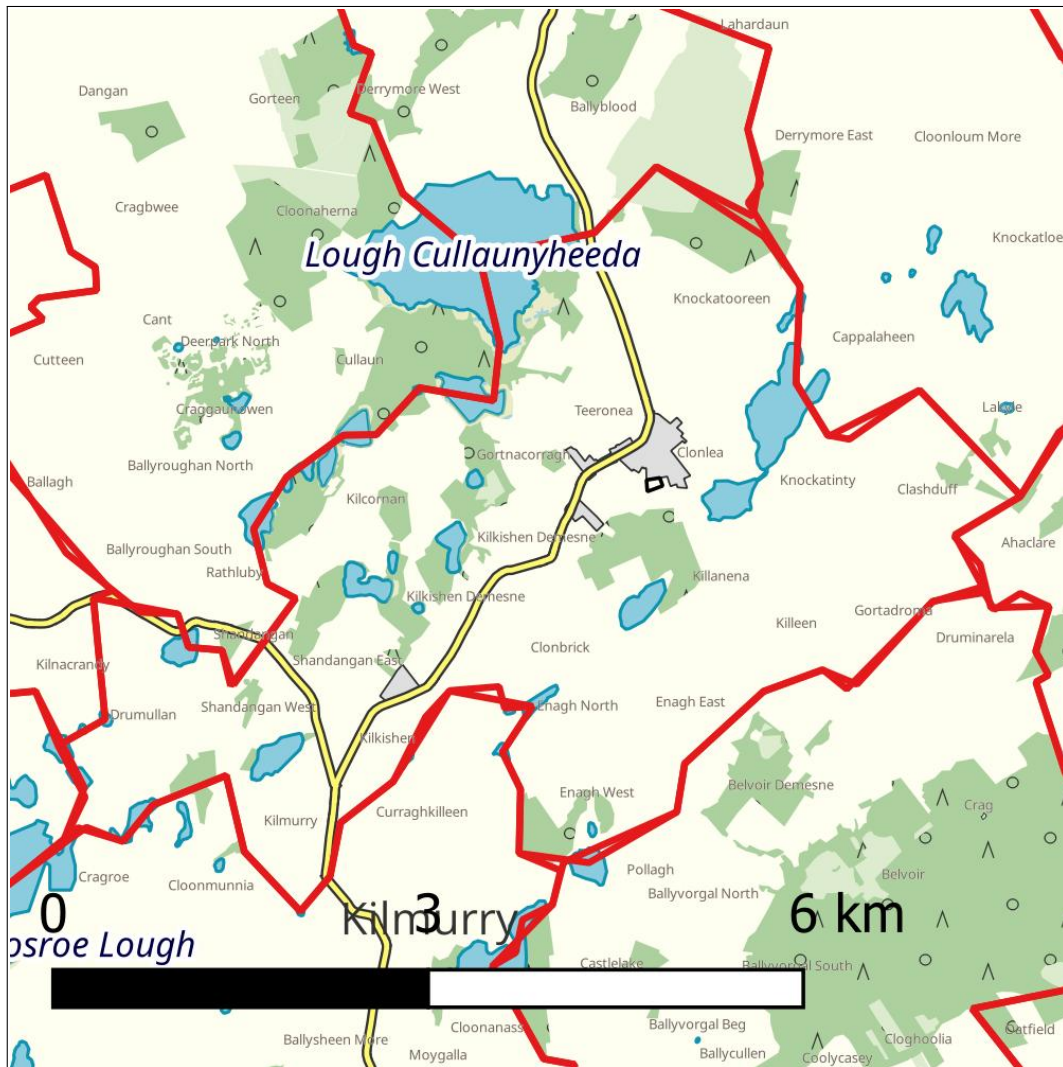 Lahardaun
Dangan
Derrymore West
Gorteen
Ballyblood
Derrymore East
Cloonloum More
Cragbwee
Cloonaherna
Knockatloe
Lough Cullaunyheeda
Knockatooreen
Cant
Deerpark North
Cappalaheen
Cutteen
Cullaun
Craggaunowen
Teeronea
Gortnacorragh
Clonlea
Ballyroughan North
Ballagh
Knockatinty
Clashduff
Kilcornan
Kilkishen Demesne
Ahaclare
Ballyroughan South
Rathluby
Killanena
Kilkishen Demesne
Gortadroma
Killeen
Druminarela
Shandangan
Clonbrick
Kilnacrandy
Shandangan East
Shandangan West
Enagh North
Enagh East
Drumullan
Kilkishen
Belvoir Demesne
Enagh West
Crag
Kilmurry
Curraghkilleen
Pollagh
Belvoir
Cragroe
Cloonmunnia
Ballyvorgal North
0 3 6 km
Kilmurry
osroe Lough
Castlelake
Ballyvorgal South
Cloonanass
Ballyvorgal Beg
Oatfield
Ballysheen More
Cloghoolia
Moygalla
Ballycullen
Coolycasey